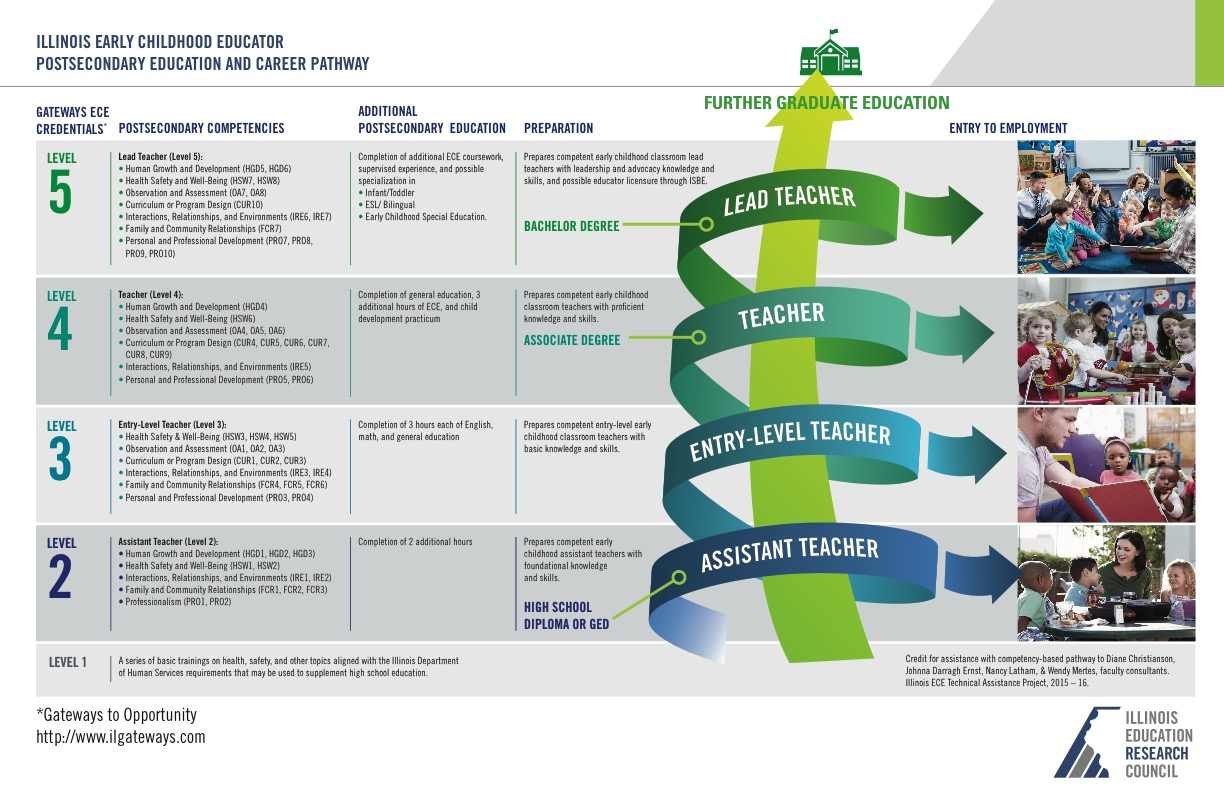 ILLINOIS EARLY CHILDHOOD EDUCATOR
POSTSECONDARY EDUCATION AND CAREER PATHWAY
FURTHER GRADUATE EDUCATION
GATEWAYS ECE
CREDENTIALS*
POSTSECONDARY COMPETENCIES
ADDITIONAL
POSTSECONDARY EDUCATION
PREPARATION
ENTRY TO EMPLOYMENT
LEVEL
5
Lead Teacher (Level 5):
• Human Growth and Development (HGD5, HGD6)
• Health Safety and Well-Being (HSW7, HSW8)
• Observation and Assessment (OA7, OA8)
• Curriculum or Program Design (CUR10)
• Interactions, Relationships, and Environments (IRE6, IRE7)
• Family and Community Relationships (FCR7)
• Personal and Professional Development (PRO7, PRO8,
PRO9, PRO10)
Completion of additional ECE coursework,
supervised experience, and possible
specialization in
• Infant/Toddler
• ESL/ Bilingual
• Early Childhood Special Education.
Prepares competent early childhood classroom lead
teachers with leadership and advocacy knowledge and
skills, and possible educator licensure through ISBE.
BACHELOR DEGREE
LEAD TEACHER
LEVEL
4
Teacher (Level 4):
• Human Growth and Development (HGD4)
• Health Safety and Well-Being (HSW6)
• Observation and Assessment (OA4, OA5, OA6)
• Curriculum or Program Design (CUR4, CUR5, CUR6, CUR7,
CUR8, CUR9)
• Interactions, Relationships, and Environments (IRE5)
• Personal and Professional Development (PRO5, PRO6)
Completion of general education, 3
additional hours of ECE, and child
development practicum
Prepares competent early childhood
classroom teachers with proficient
knowledge and skills.
ASSOCIATE DEGREE
TEACHER
LEVEL
3
Entry-Level Teacher (Level 3):
• Health Safety & Well-Being (HSW3, HSW4, HSW5)
• Observation and Assessment (OA1, OA2, OA3)
• Curriculum or Program Design (CUR1, CUR2, CUR3)
• Interactions, Relationships, and Environments (IRE3, IRE4)
• Family and Community Relationships (FCR4, FCR5, FCR6)
• Personal and Professional Development (PRO3, PRO4)
Completion of 3 hours each of English,
math, and general education
Prepares competent entry-level early
childhood classroom teachers with
basic knowledge and skills.
ENTRY-LEVEL TEACHER
LEVEL
2
Assistant Teacher (Level 2):
• Human Growth and Development (HGD1, HGD2, HGD3)
• Health Safety and Well-Being (HSW1, HSW2)
• Interactions, Relationships, and Environments (IRE1, IRE2)
• Family and Community Relationships (FCR1, FCR2, FCR3)
• Professionalism (PRO1, PRO2)
Completion of 2 additional hours
Prepares competent early
childhood assistant teachers with
foundational knowledge
and skills.
HIGH SCHOOL
DIPLOMA OR GED
ASSISTANT TEACHER
LEVEL 1
A series of basic trainings on health, safety, and other topics aligned with the Illinois Department
of Human Services requirements that may be used to supplement high school education.
Credit for assistance with competency-based pathway to Diane Christianson,
Johnna Darragh Ernst, Nancy Latham, & Wendy Mertes, faculty consultants.
Illinois ECE Technical Assistance Project, 2015 – 16.
*Gateways to Opportunity
http://www.ilgateways.com
ILLINOIS
EDUCATION
RESEARCH
COUNCIL